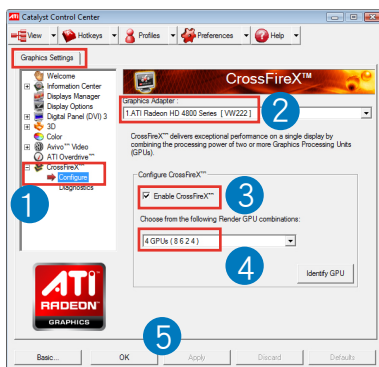 ATI Catalyst Control Center
View Hotkeys Profiles Preferences Help
Graphics Settings
Welcome
Information Center
Displays Manager
Display Options
Digital Panel (DVI) 3
3D
Color
Avivo™ Video
ATI Overdrive™
CrossFireX™
Configure
Diagnostics
1
CrossFireX™
Graphics Adapter :
1.ATI Radeon HD 4800 Series [ VW222 ]
2
CrossFireX™ delivers exceptional performance on a single display by
combining the processing power of two or more Graphics Processing Units
(GPUs).
Configure CrossFireX™
Enable CrossFireX™
3
Choose from the following Render GPU combinations:
4 GPUs ( 8 6 2 4 )
4
Identify GPU
ATI
RADEON
GRAPHICS
5
Basic... OK Apply Discard Defaults